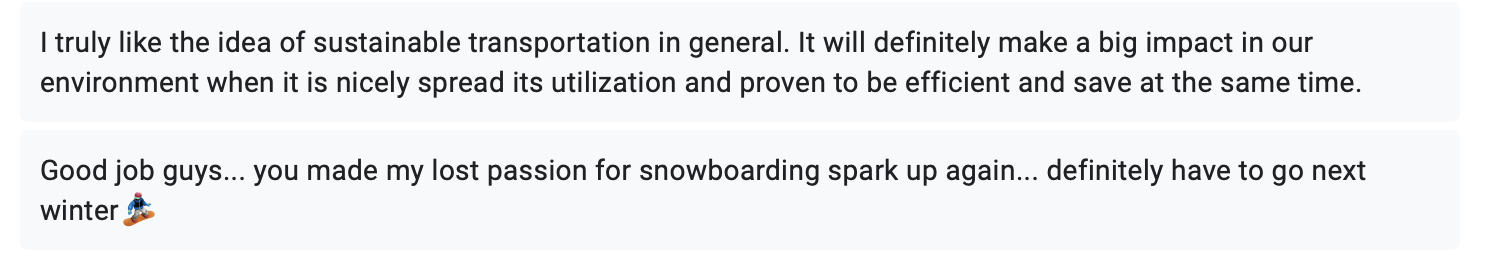 I truly like the idea of sustainable transportation in general. It will definitely make a big impact in our
environment when it is nicely spread its utilization and proven to be efficient and save at the same time.
Good job guys... you made my lost passion for snowboarding spark up again... definitely have to go next
winter🏂